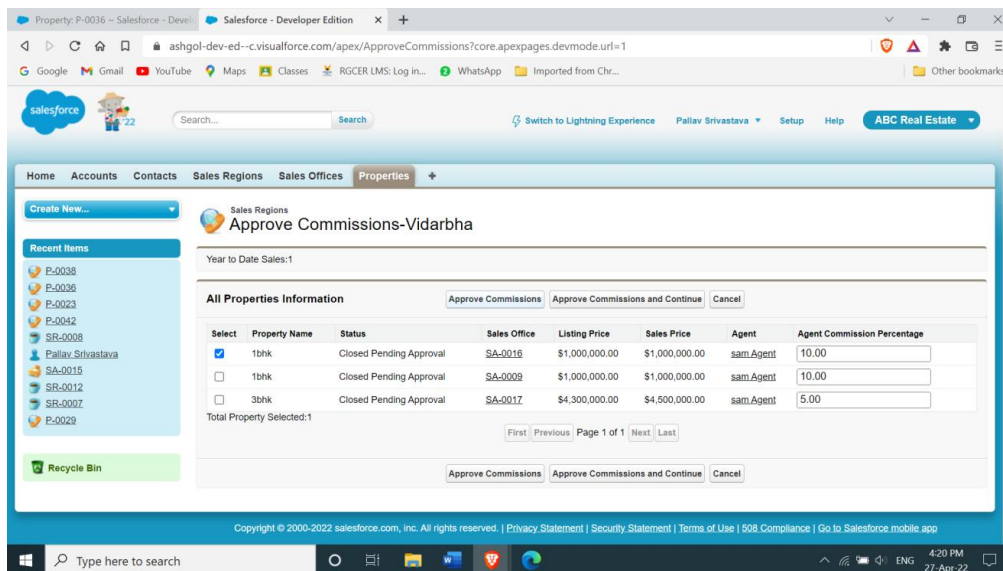 Property: P-0036 ~ Salesforce - Devel Salesforce - Developer Edition
ashgol-dev-ed--c.visualforce.com/apex/ApproveCommissions?core.apexpages.devmode.url=1
Google Gmail YouTube Maps Classes RGCER LMS: Log in... WhatsApp Imported from Chr... Other bookmarks
salesforce '22 Search... Search Switch to Lightning Experience Pallav Srivastava Setup Help ABC Real Estate
Home Accounts Contacts Sales Regions Sales Offices Properties +
Create New...
Recent Items
P-0038
P-0036
P-0023
P-0042
SR-0008
Pallav Srivastava
SA-0015
SR-0012
SR-0007
P-0029
Recycle Bin
Sales Regions
Approve Commissions-Vidarbha
Year to Date Sales:1
All Properties Information Approve Commissions Approve Commissions and Continue Cancel
Select Property Name Status Sales Office Listing Price Sales Price Agent Agent Commission Percentage
1bhk Closed Pending Approval SA-0016 $1,000,000.00 $1,000,000.00 sam Agent 10.00
1bhk Closed Pending Approval SA-0009 $1,000,000.00 $1,000,000.00 sam Agent 10.00
3bhk Closed Pending Approval SA-0017 $4,300,000.00 $4,500,000.00 sam Agent 5.00
Total Property Selected:1
First Previous Page 1 of 1 Next Last
Approve Commissions Approve Commissions and Continue Cancel
Copyright © 2000-2022 salesforce.com, inc. All rights reserved. | Privacy Statement | Security Statement | Terms of Use | 508 Compliance | Go to Salesforce mobile app
Type here to search ENG 4:20 PM
27-Apr-22